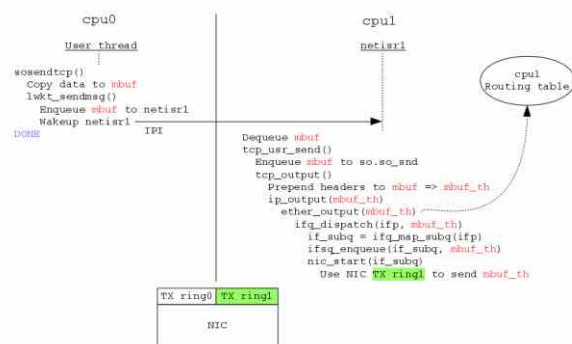 cpu0
cpu1
User thread
netisr1
sosendtcp()
Copy data to mbuf
lwkt_sendmsg()
Enqueue mbuf to netisr1
Wakeup netisr1
DONE
IPI
cpu1
Routing table
Dequeue mbuf
tcp_usr_send()
Enqueue mbuf to so.so_snd
tcp_output()
Prepend headers to mbuf => mbuf_th
ip_output(mbuf_th)
ether_output(mbuf_th)
ifq_dispatch(ifp, mbuf_th)
if_subq = ifq_map_subq(ifp)
ifsq_enqueue(if_subq, mbuf_th)
nic_start(if_subq)
Use NIC TX ring1 to send mbuf_th
TX ring0 TX ring1
NIC